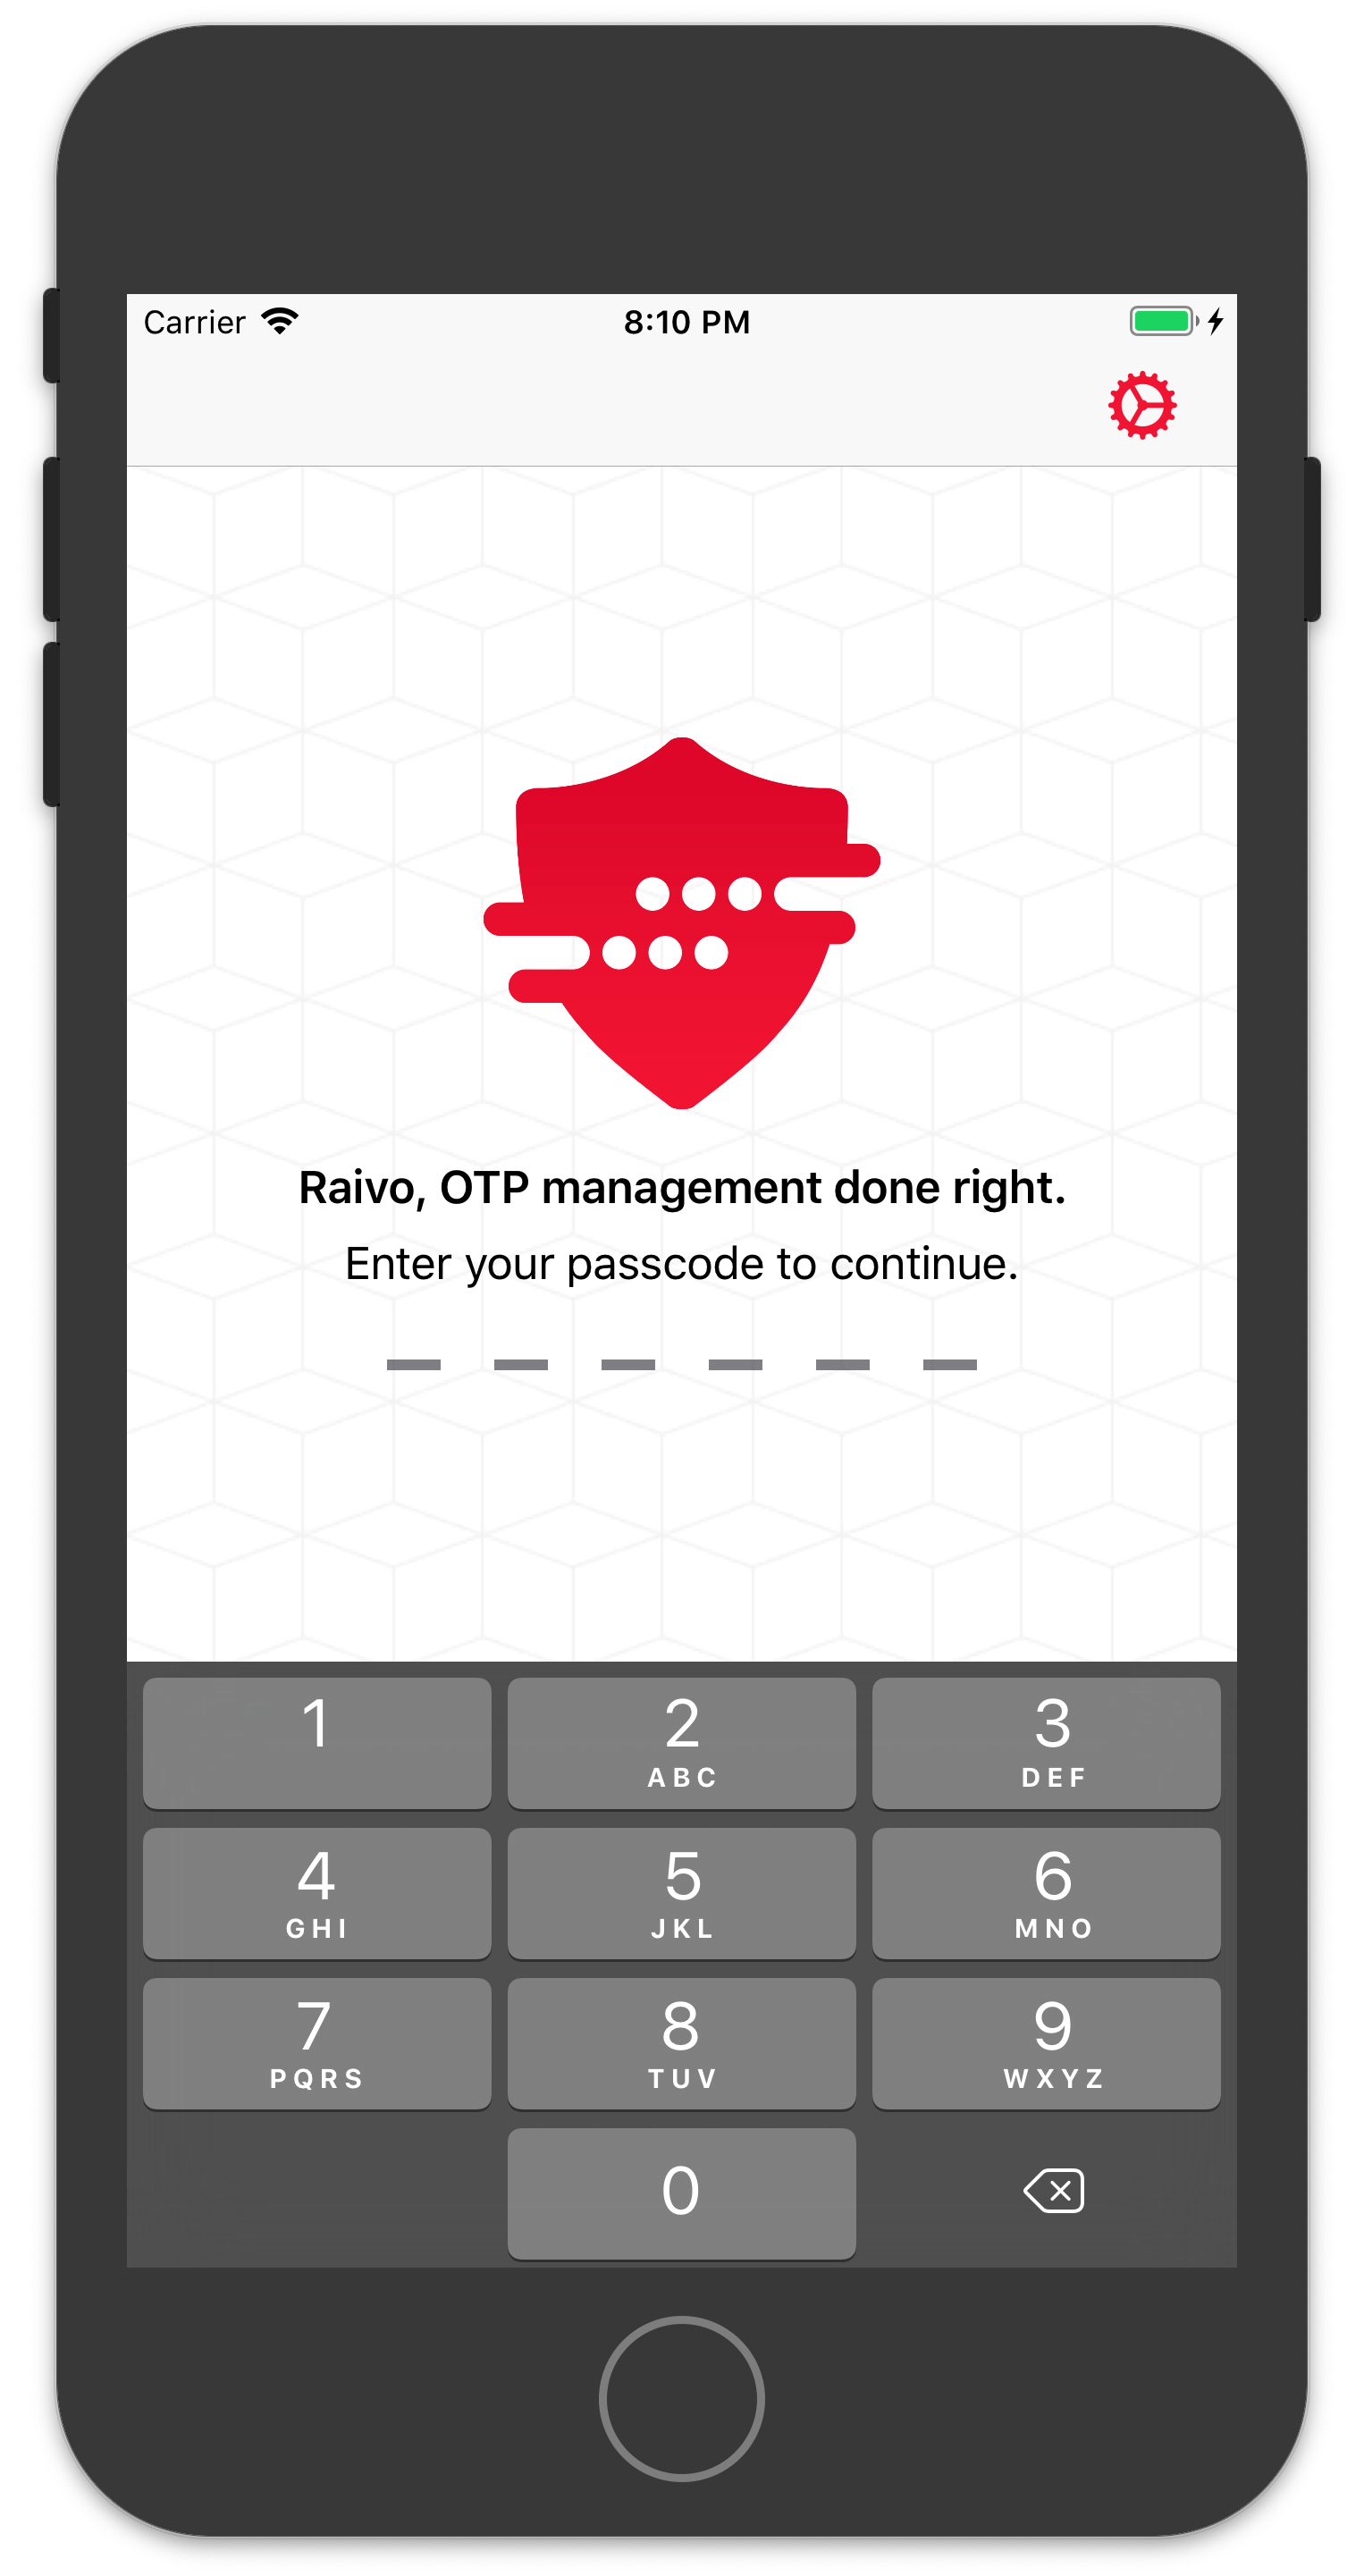 Carrier 8:10 PM
Raivo, OTP management done right.
Enter your passcode to continue.
1 2 3
ABC DEF
4 5 6
GHI JKL MNO
7 8 9
PQRS TUV WXYZ
0